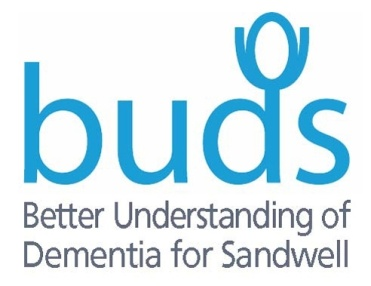 buds
Better Understanding of
Dementia for Sandwell